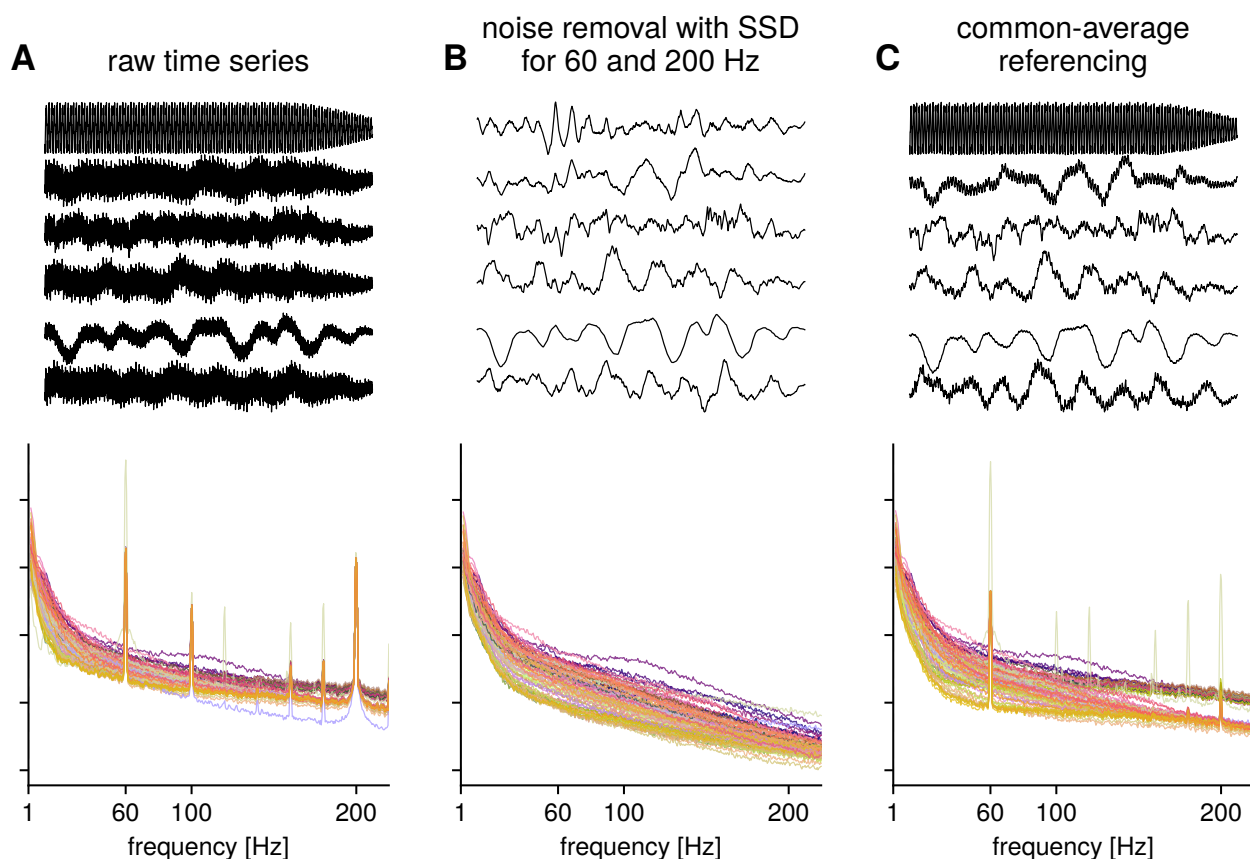 A
raw time series
B
noise removal with SSD
for 60 and 200 Hz
C
common-average
referencing
1
60
100
200
frequency [Hz]
1
60
100
200
frequency [Hz]
1
60
100
200
frequency [Hz]